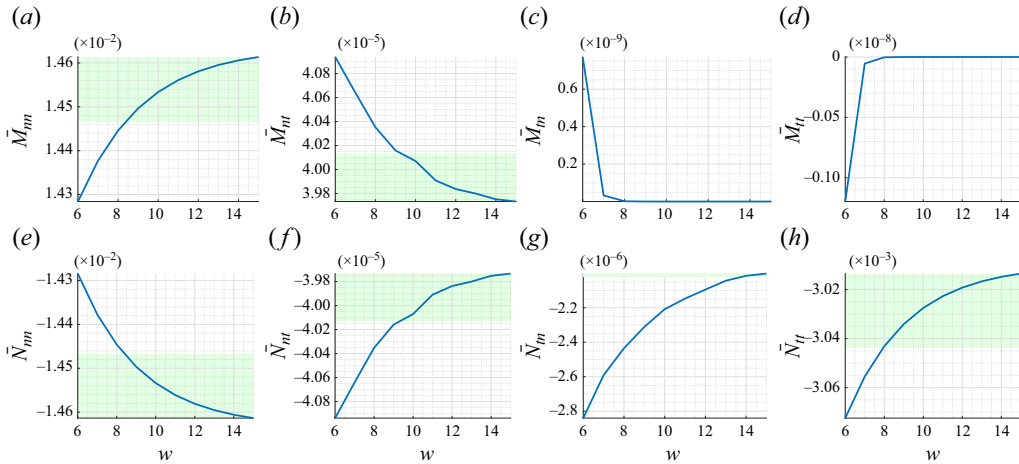 (a) (b) (c) (d)
(×10⁻²) (×10⁻⁵) (×10⁻⁹) (×10⁻⁸)
1.46 4.08 0.6 0
1.45 4.06 0.4 −0.05
1.44 4.04 0.2 −0.10
1.43 4.02
4.00
3.98
M̄nn M̄nt M̄tn M̄tt
6 8 10 12 14 6 8 10 12 14 6 8 10 12 14 6 8 10 12 14
(e) (f) (g) (h)
(×10⁻²) (×10⁻⁵) (×10⁻⁶) (×10⁻³)
−1.43 −3.98 −2.2 −3.02
−1.44 −4.00 −2.4 −3.04
−1.45 −4.02 −2.6 −3.06
−1.46 −4.04 −2.8
−4.06
−4.08
N̄nn N̄nt N̄tn N̄tt
6 8 10 12 14 6 8 10 12 14 6 8 10 12 14 6 8 10 12 14
w w w w